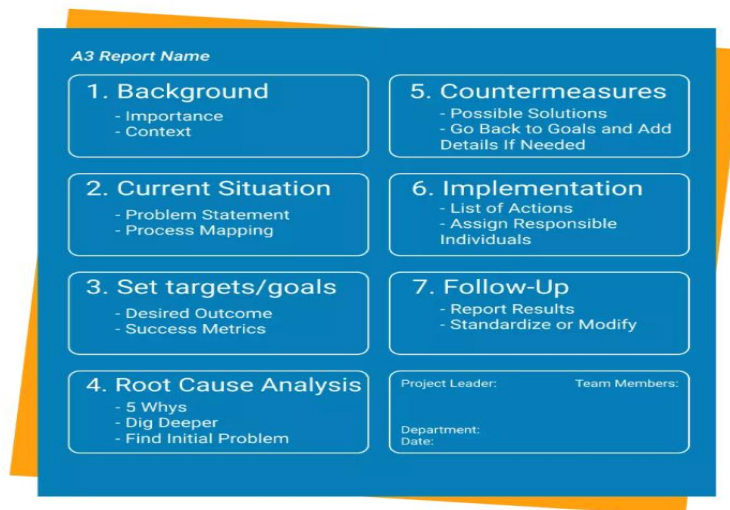 A3 Report Name
1. Background
- Importance
- Context
2. Current Situation
- Problem Statement
- Process Mapping
3. Set targets/goals
- Desired Outcome
- Success Metrics
4. Root Cause Analysis
- 5 Whys
- Dig Deeper
- Find Initial Problem
5. Countermeasures
- Possible Solutions
- Go Back to Goals and Add
Details If Needed
6. Implementation
- List of Actions
- Assign Responsible
Individuals
7. Follow-Up
- Report Results
- Standardize or Modify
Project Leader: Team Members:
Department:
Date: